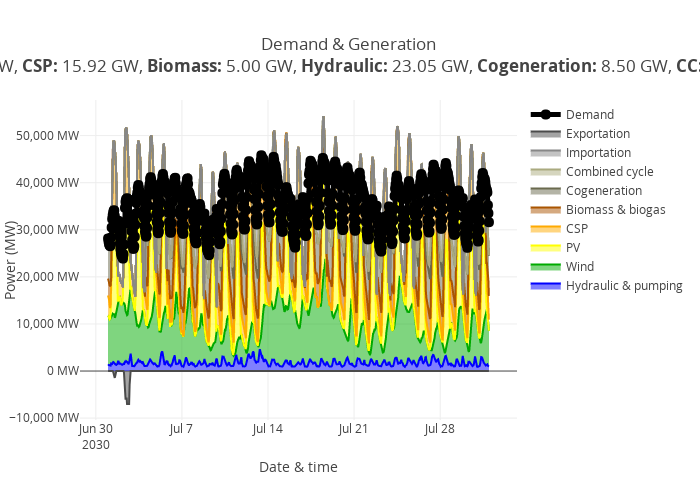 Demand & Generation
W, CSP: 15.92 GW, Biomass: 5.00 GW, Hydraulic: 23.05 GW, Cogeneration: 8.50 GW, CC:
Demand
Exportation
Importation
Combined cycle
Cogeneration
Biomass & biogas
CSP
PV
Wind
Hydraulic & pumping
Power (MW)
50,000 MW
40,000 MW
30,000 MW
20,000 MW
10,000 MW
0 MW
−10,000 MW
Jun 30 Jul 7 Jul 14 Jul 21 Jul 28
2030
Date & time